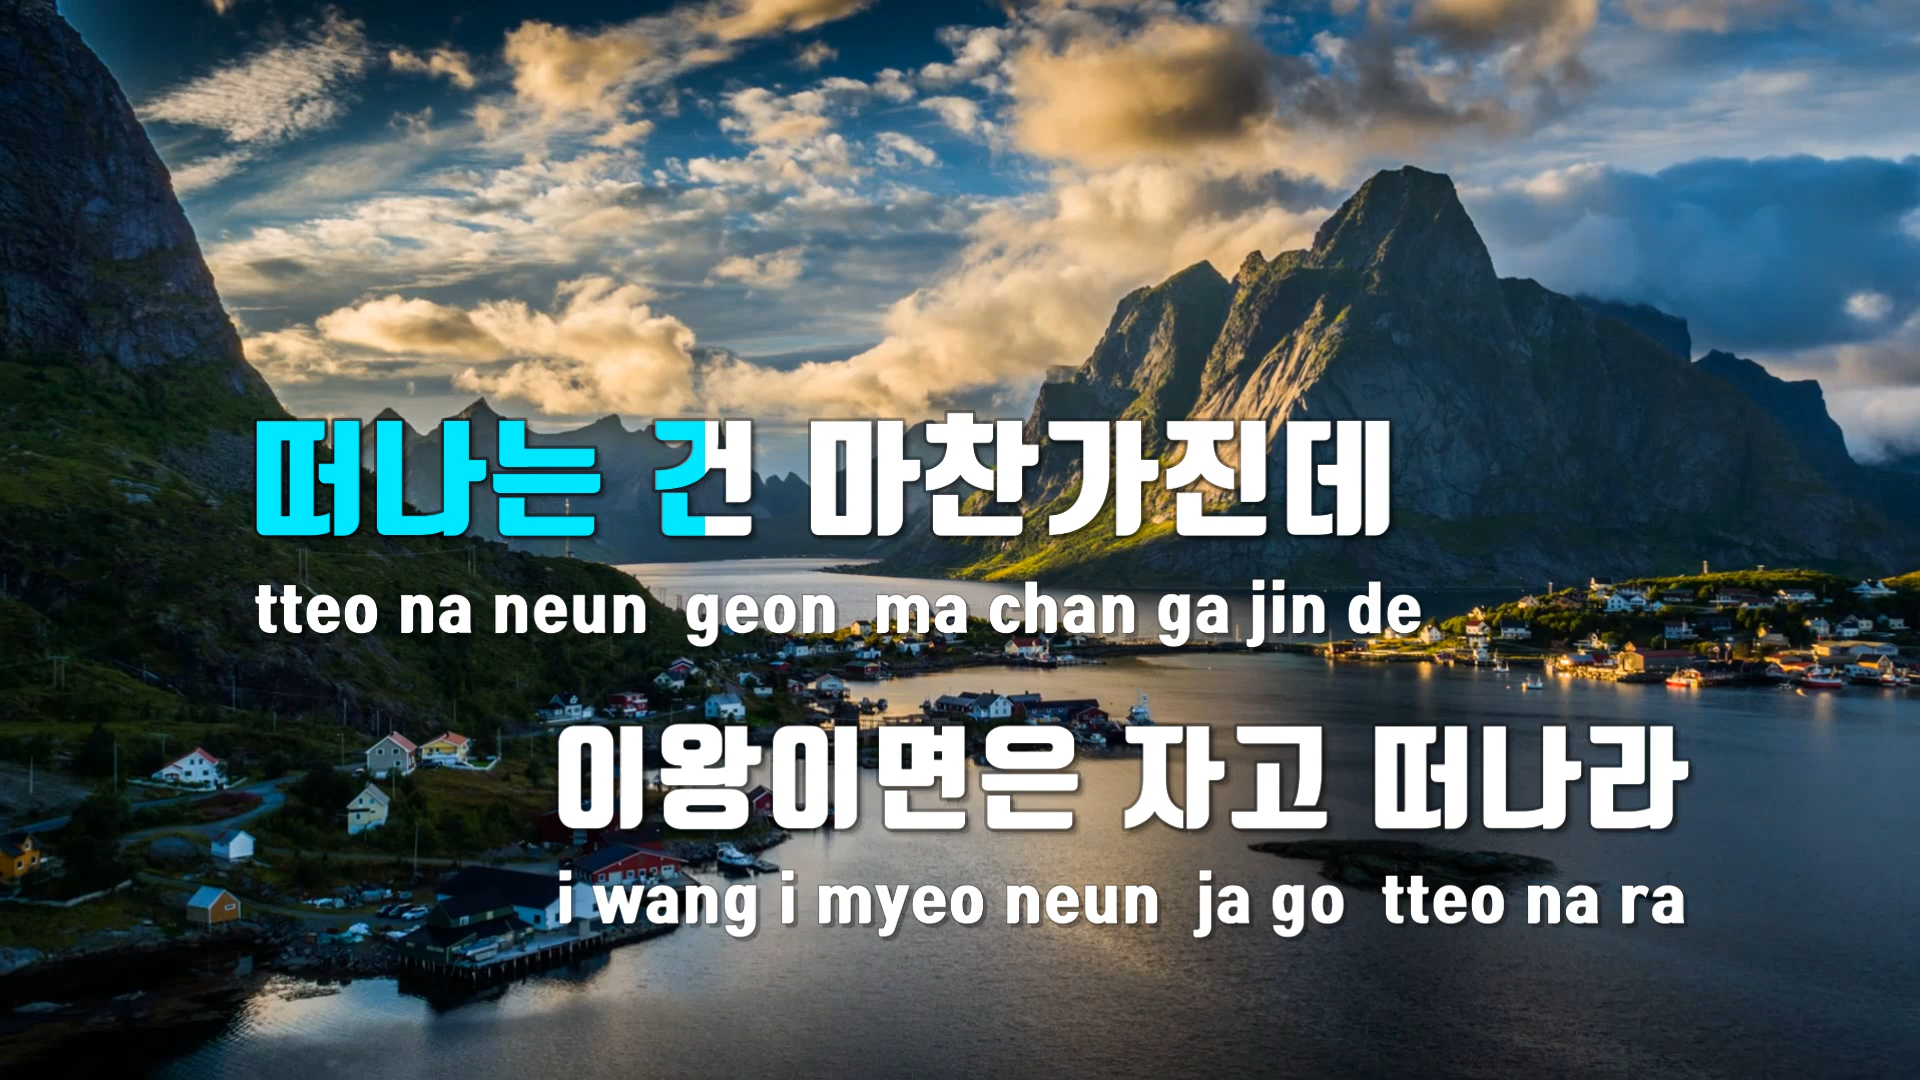 떠나는 건 마찬가진데
tteo na neun geon ma chan ga jin de
이왕이면은 자고 떠나라
i wang i myeo neun ja go tteo na ra